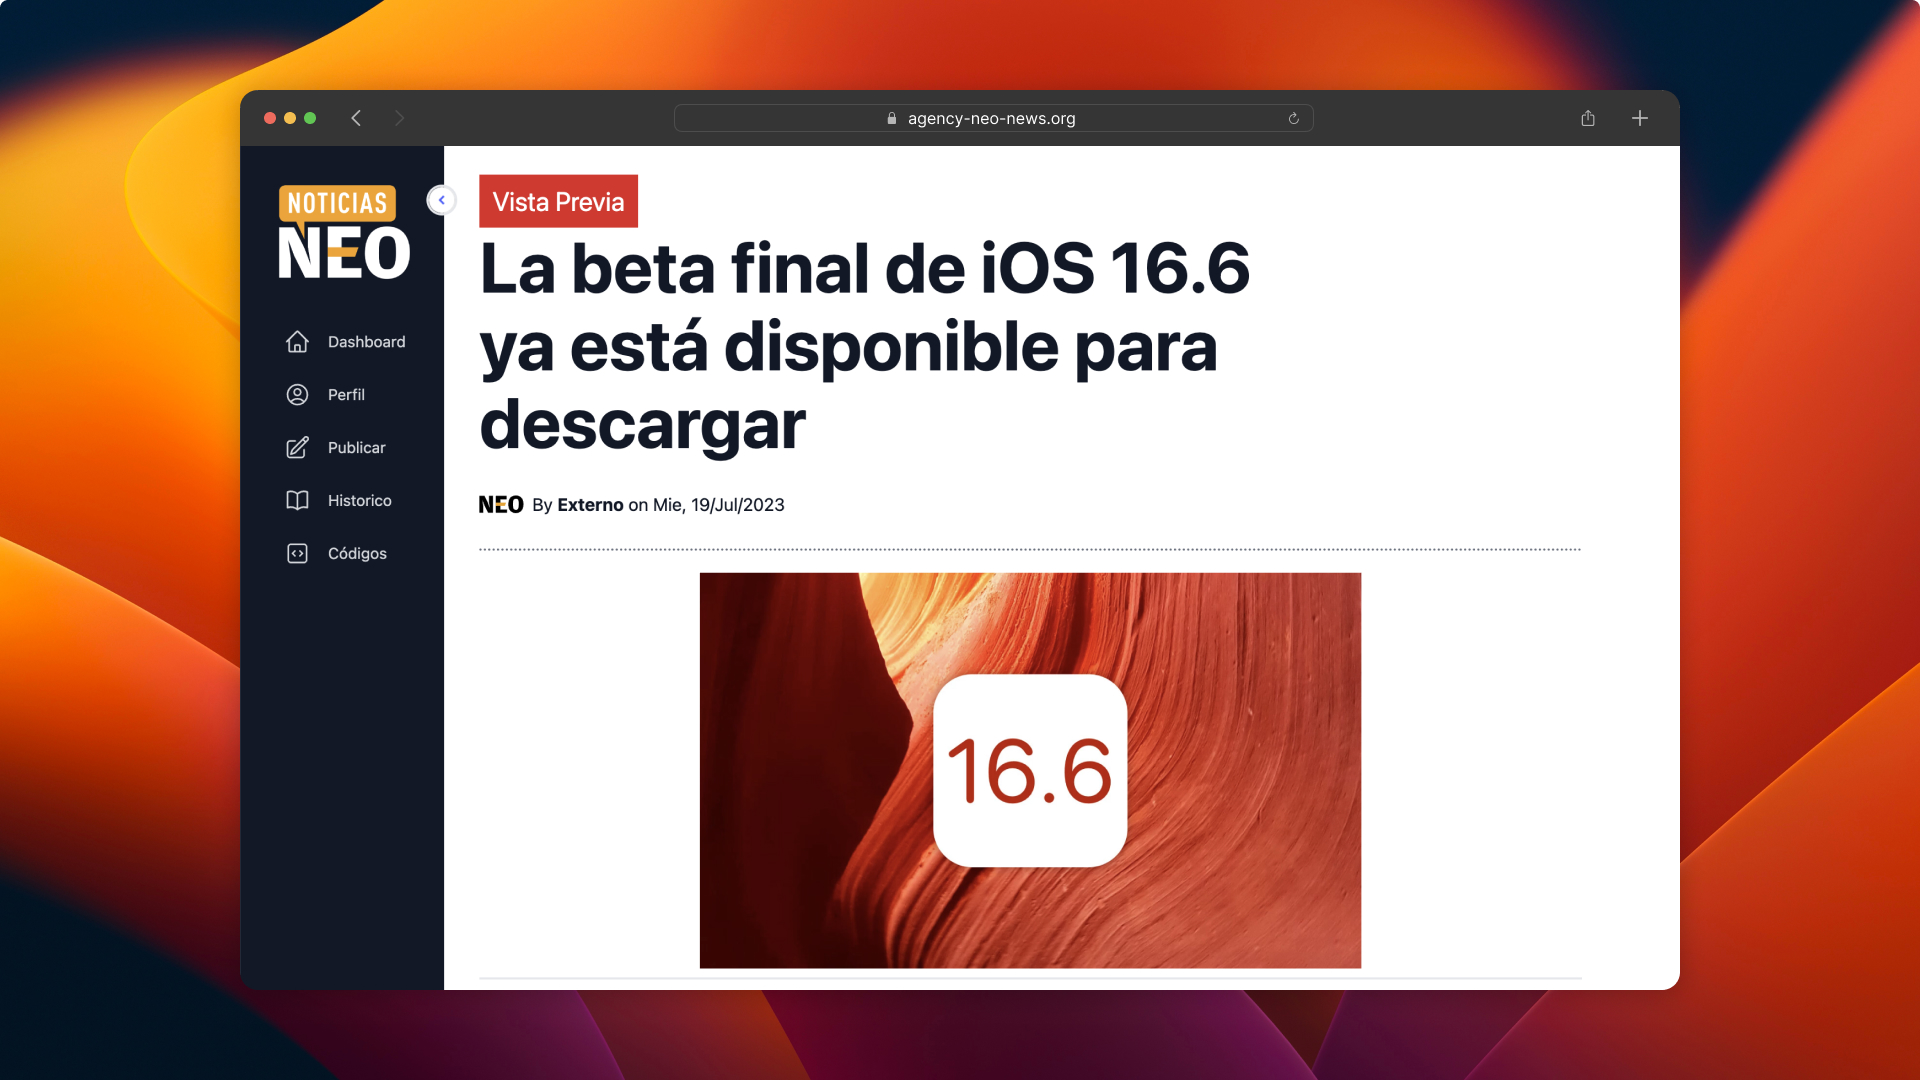 agency-neo-news.org
NOTICIAS
NEO
Dashboard
Perfil
Publicar
Historico
Códigos
Vista Previa
La beta final de iOS 16.6
ya está disponible para
descargar
NEO By Externo on Mie, 19/Jul/2023
16.6